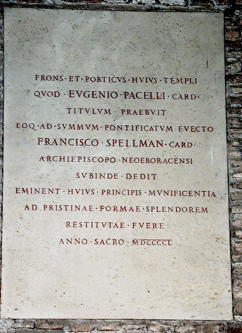 FRONS · ET · PORTICVS · HVIVS · TEMPLI
QVOD · EVGENIO · PACELLI · CARD ·
TITVLVM PRAEBVIT
EOQ · AD · SVMMVM · PONTIFICATVM EVECTO
FRANCISCO · SPELLMAN · CARD ·
ARCHIEPISCOPO · NEOEBORACENSI
SVBINDE · DEDIT
EMINENT · HVIVS · PRINCIPIS · MVNIFICENTIA
AD · PRISTINAE · FORMAE · SPLENDOREM
RESTITVTAE · FVERE
ANNO · SACRO · MDCCCCL